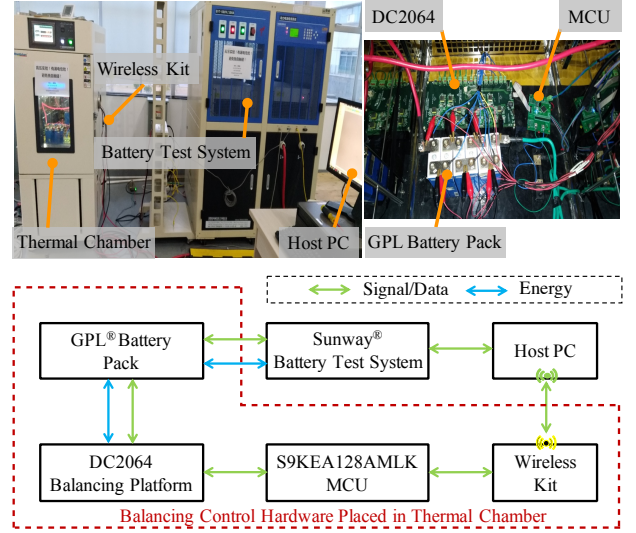 Wireless Kit
Battery Test System
Thermal Chamber
Host PC
DC2064
MCU
GPL Battery Pack
Signal/Data
Energy
GPL® Battery
Pack
Sunway®
Battery Test System
Host PC
DC2064
Balancing Platform
S9KEA128AMLK
MCU
Wireless
Kit
Balancing Control Hardware Placed in Thermal Chamber